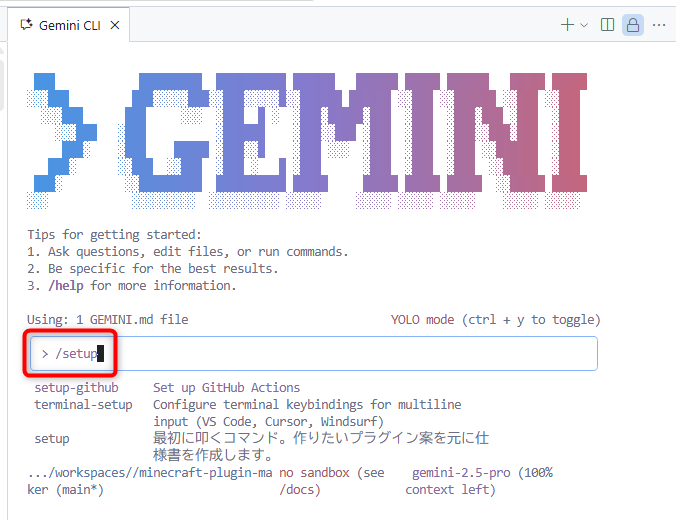 Gemini CLI
GEMINI
Tips for getting started:
1. Ask questions, edit files, or run commands.
2. Be specific for the best results.
3. /help for more information.
Using: 1 GEMINI.md file YOLO mode (ctrl + y to toggle)
> /setup
setup-github Set up GitHub Actions
terminal-setup Configure terminal keybindings for multiline
input (VS Code, Cursor, Windsurf)
setup 最初に叩くコマンド。作りたいプラグイン案を元に仕
様書を作成します。
.../workspaces//minecraft-plugin-ma no sandbox (see gemini-2.5-pro (100%
ker (main*) /docs) context left)